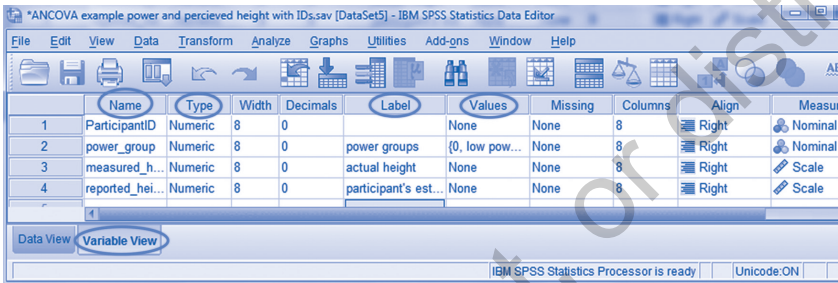 *ANCOVA example power and percieved height with IDs.sav [DataSet5] - IBM SPSS Statistics Data Editor
File Edit View Data Transform Analyze Graphs Utilities Add-ons Window Help
Name Type Width Decimals Label Values Missing Columns Align Measur
1 ParticipantID Numeric 8 0 None None 8 Right Nominal
2 power_group Numeric 8 0 power groups {0, low pow... None 8 Right Nominal
3 measured_h... Numeric 8 0 actual height None None 8 Right Scale
4 reported_hei... Numeric 8 0 participant's est... None None 8 Right Scale
Data View Variable View
IBM SPSS Statistics Processor is ready Unicode:ON